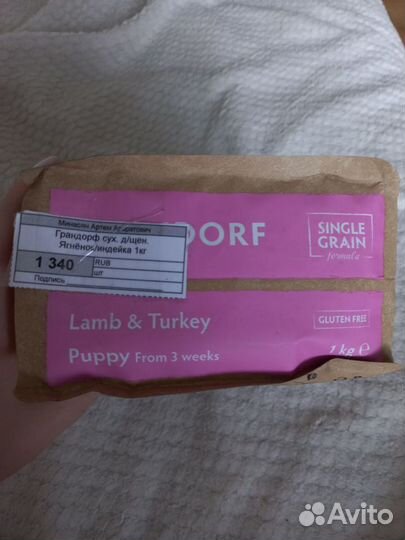 Минасян Артем Араратович
Грандорф сух. д/щен.
Ягнёнок/индейка 1кг
1 340
RUB
шт
Подпись
DORF
SINGLE
GRAIN
formula
Lamb & Turkey
GLUTEN FREE
Puppy From 3 weeks
1 kg e
Avito